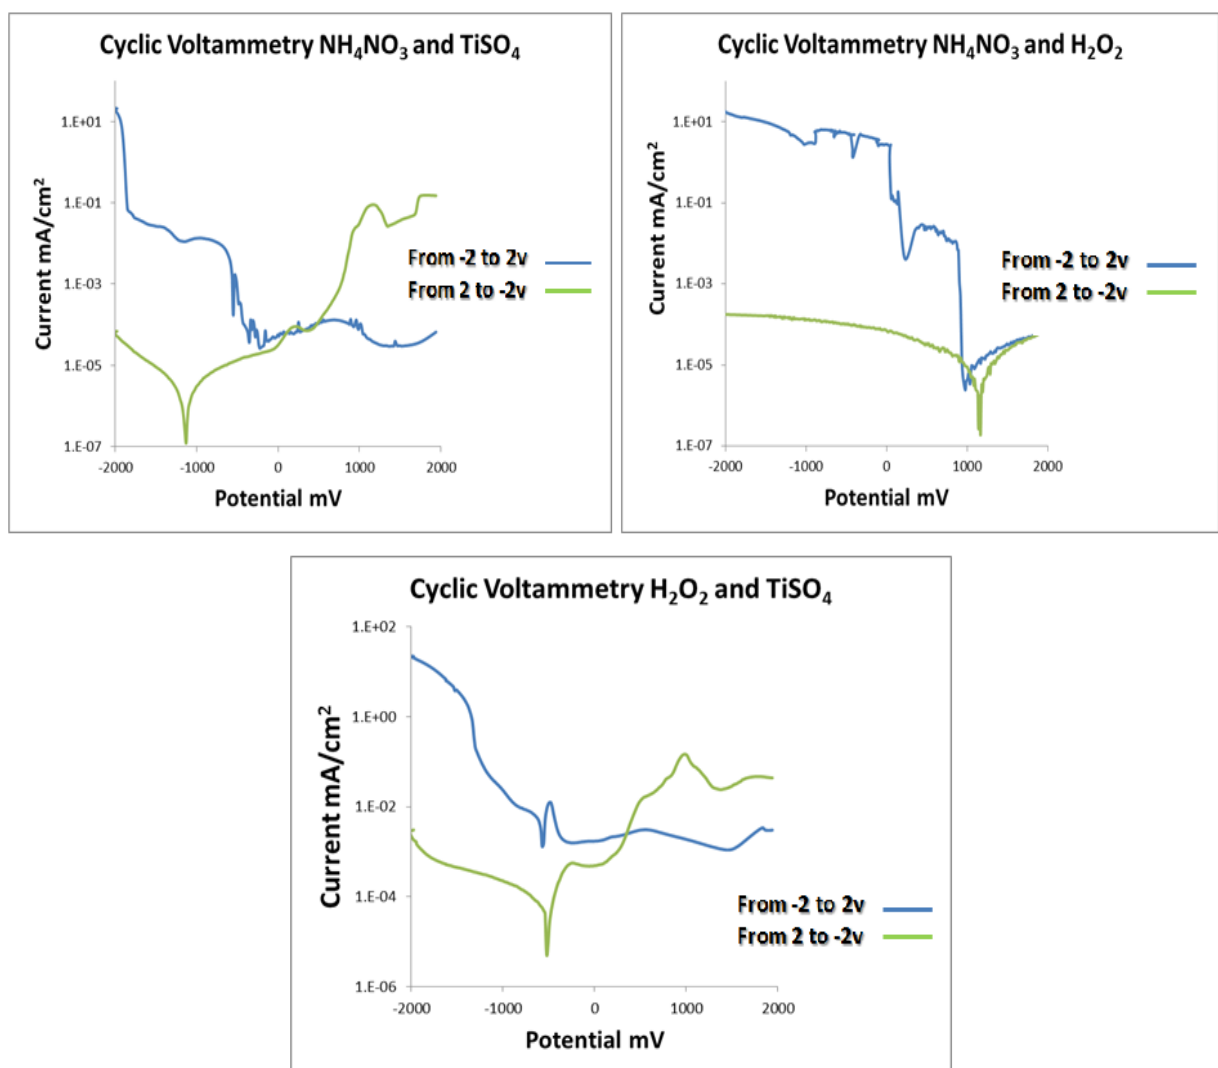 Cyclic Voltammetry NH₄NO₃ and TiSO₄
1.E+01
1.E-01
1.E-03
1.E-05
1.E-07
Current mA/cm²
From -2 to 2v
From 2 to -2v
-2000 -1000 0 1000 2000
Potential mV
Cyclic Voltammetry NH₄NO₃ and H₂O₂
1.E+01
1.E-01
1.E-03
1.E-05
1.E-07
Current mA/cm²
From -2 to 2v
From 2 to -2v
-2000 -1000 0 1000 2000
Potential mV
Cyclic Voltammetry H₂O₂ and TiSO₄
1.E+02
1.E+00
1.E-02
1.E-04
1.E-06
Current mA/cm²
From -2 to 2v
From 2 to -2v
-2000 -1000 0 1000 2000
Potential mV